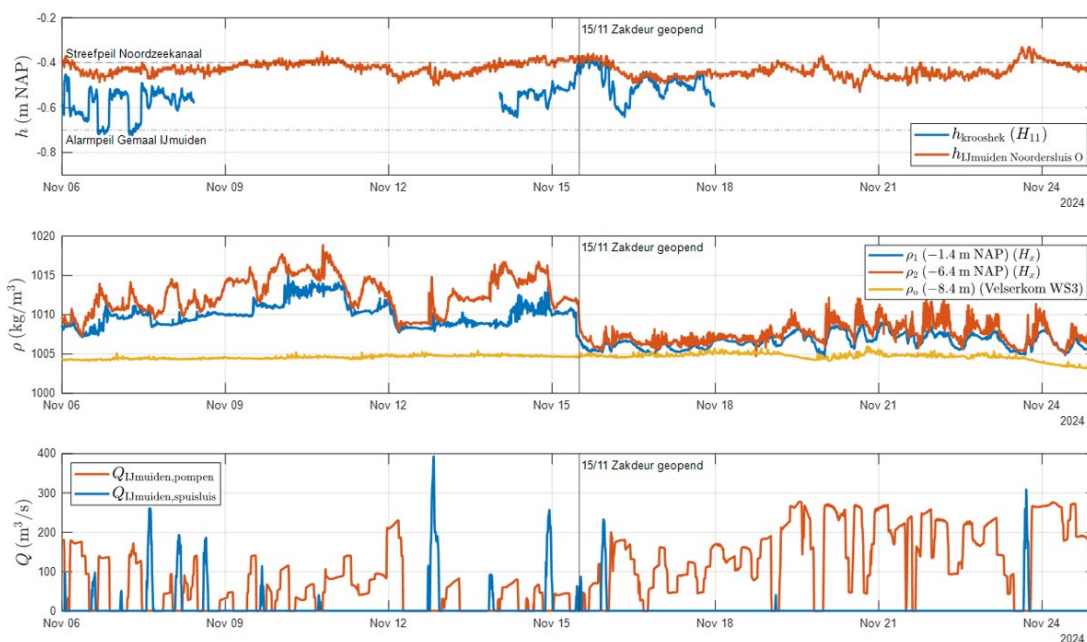 -0.2
15/11 Zakdeur geopend
Streefpeil Noordzeekanaal
-0.4
h (m NAP)
-0.6
Alarmpeil Gemaal IJmuiden
-0.8
h_krooshek (H_11)
h_IJmuiden Noordersluis O
Nov 06 Nov 09 Nov 12 Nov 15 Nov 18 Nov 21 Nov 24
2024
1020
15/11 Zakdeur geopend
1015
ρ (kg/m³)
1010
1005
1000
ρ_1 (−1.4 m NAP) (H_x)
ρ_2 (−6.4 m NAP) (H_x)
ρ_o (−8.4 m) (Velserkom WS3)
Nov 06 Nov 09 Nov 12 Nov 15 Nov 18 Nov 21 Nov 24
2024
400
15/11 Zakdeur geopend
Q_IJmuiden,pompen
Q_IJmuiden,spuisluis
300
Q (m³/s)
200
100
0
Nov 06 Nov 09 Nov 12 Nov 15 Nov 18 Nov 21 Nov 24
2024